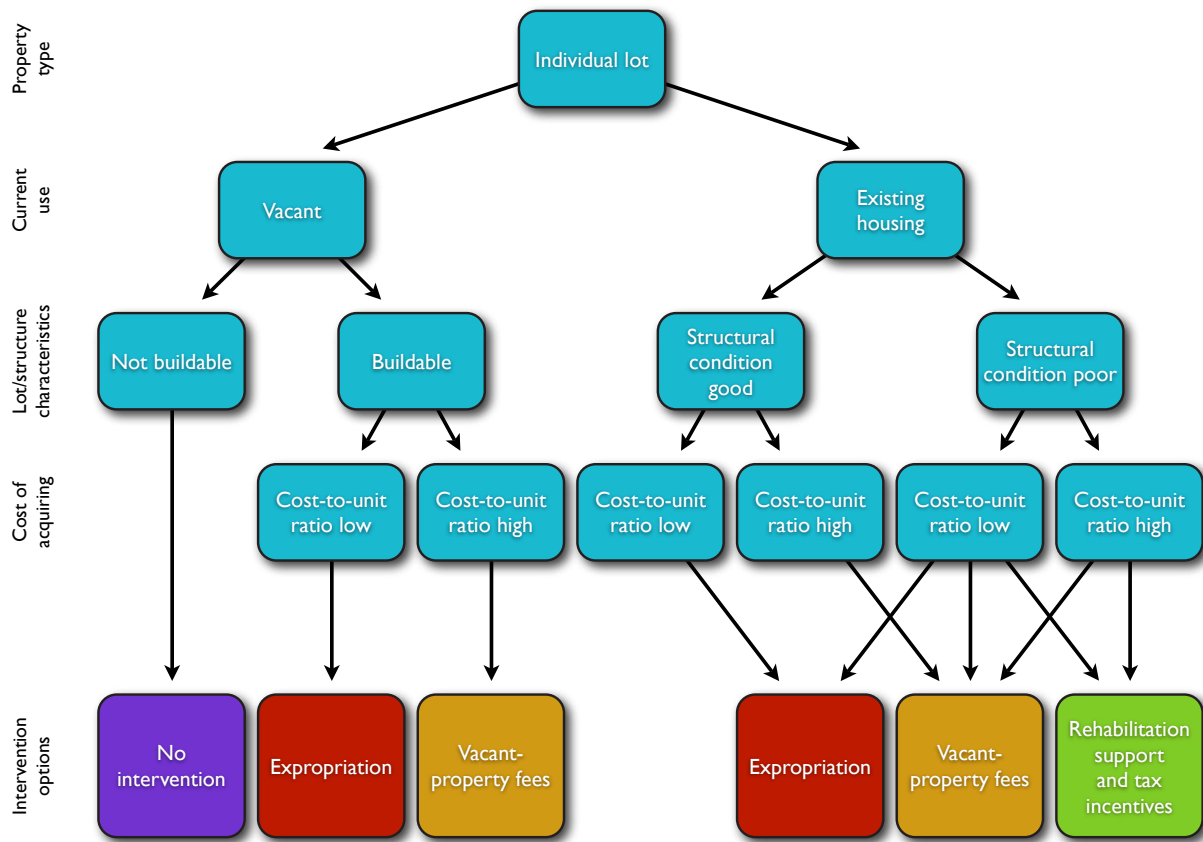 Property
type
Individual lot
Current
use
Vacant
Existing
housing
Lot/structure
characteristics
Not buildable
Buildable
Structural
condition
good
Structural
condition poor
Cost of
acquiring
Cost-to-unit
ratio low
Cost-to-unit
ratio high
Cost-to-unit
ratio low
Cost-to-unit
ratio high
Cost-to-unit
ratio low
Cost-to-unit
ratio high
Intervention
options
No
intervention
Expropriation
Vacant-
property fees
Expropriation
Vacant-
property fees
Rehabilitation
support
and tax
incentives